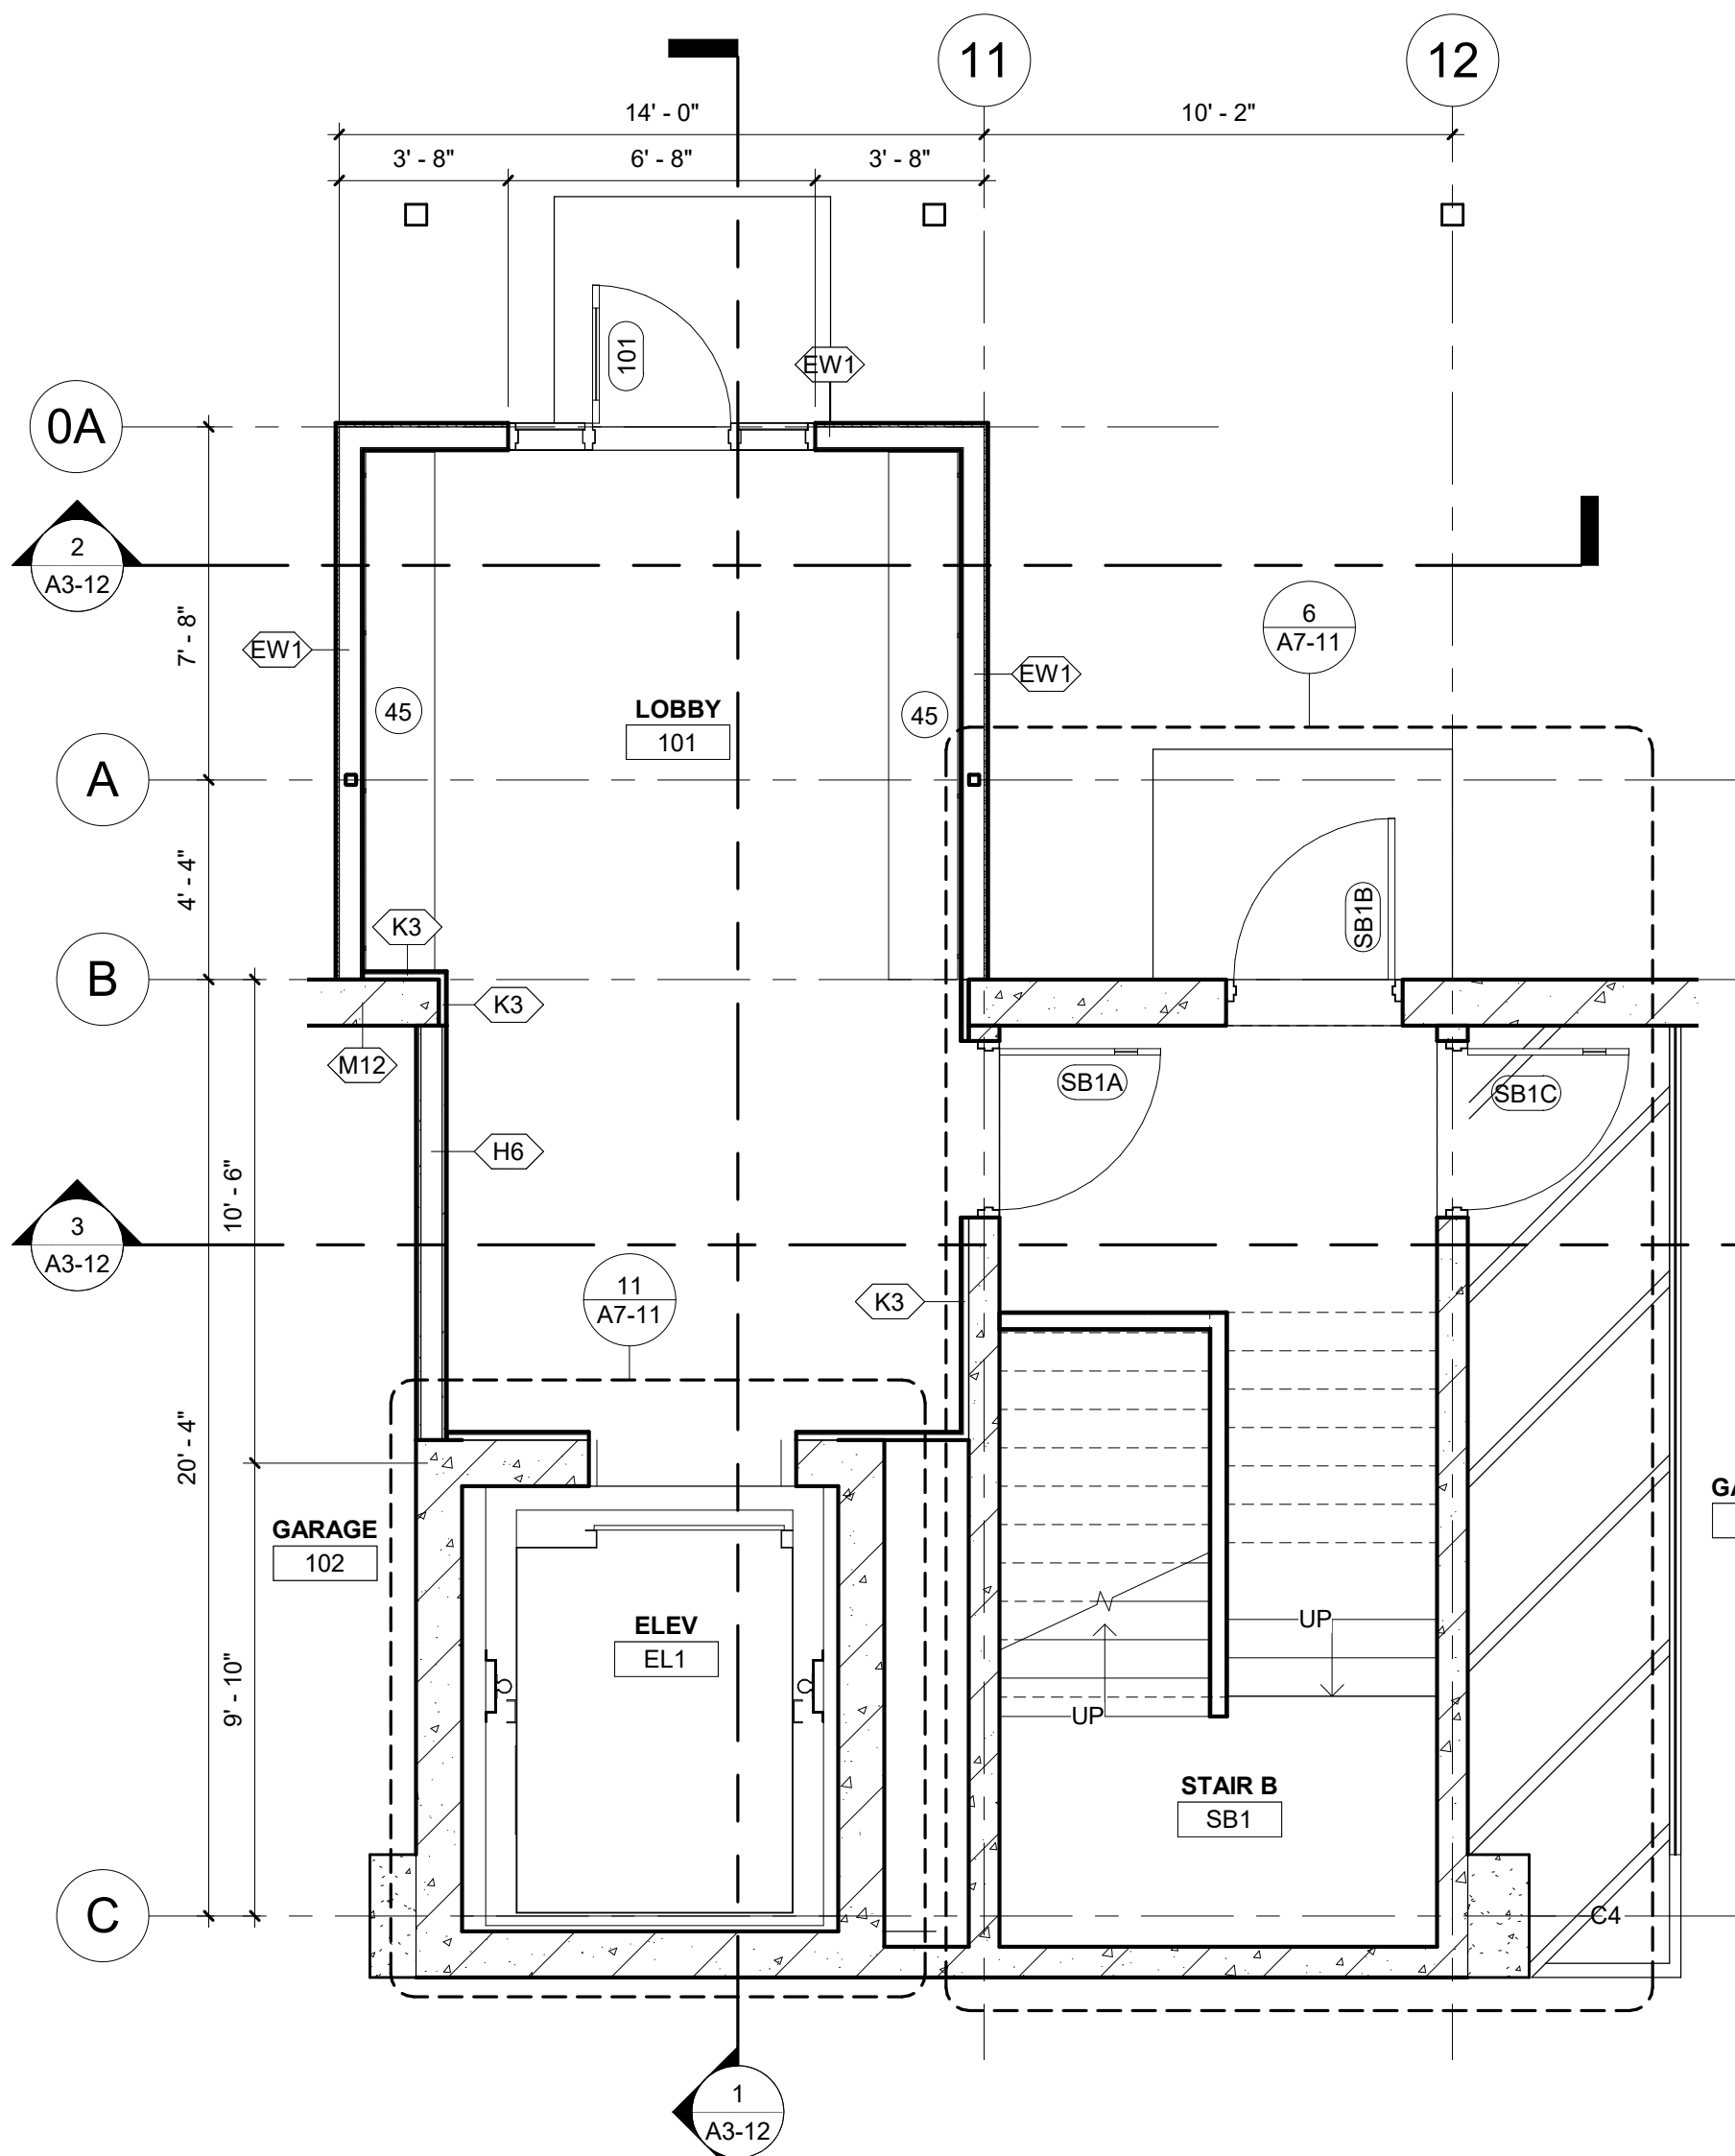 11
12
14' - 0"
10' - 2"
3' - 8"
6' - 8"
3' - 8"
101
EW1
0A
2
A3-12
7' - 8"
EW1
EW1
6
A7-11
45
LOBBY
101
45
A
4' - 4"
K3
SB1B
B
K3
M12
SB1A
SB1C
H6
10' - 6"
3
A3-12
11
A7-11
K3
20' - 4"
GARAGE
102
GA
ELEV
EL1
UP
UP
9' - 10"
STAIR B
SB1
C
C4
1
A3-12